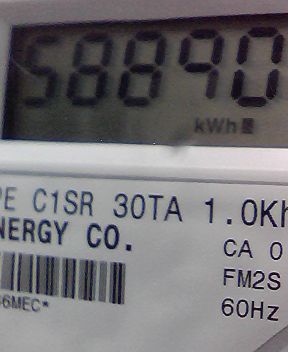 58890
kWh
PE C1SR 30TA 1.0Kh
NERGY CO.
CA 0
FM2S
6MEC*
60Hz